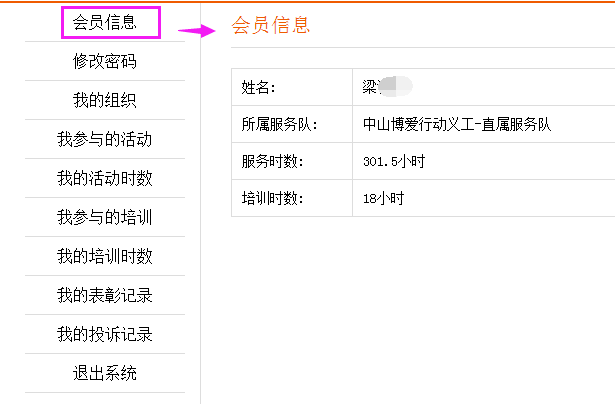 会员信息
修改密码
我的组织
我参与的活动
我的活动时数
我参与的培训
我的培训时数
我的表彰记录
我的投诉记录
退出系统
会员信息
姓名: 梁
所属服务队: 中山博爱行动义工-直属服务队
服务时数: 301.5小时
培训时数: 18小时